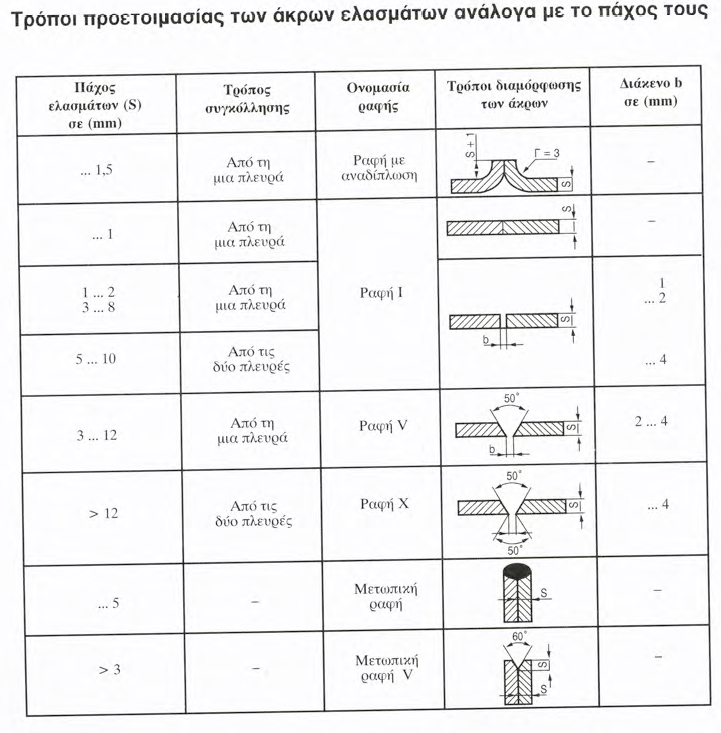 Τρόποι προετοιμασίας των άκρων ελασμάτων ανάλογα με το πάχος τους
Πάχος
ελασμάτων (S)
σε (mm)
Τρόπος
συγκόλλησης
Ονομασία
ραφής
Τρόποι διαμόρφωσης
των άκρων
Διάκενο b
σε (mm)
... 1,5
Από τη
μια πλευρά
Ραφή με
αναδίπλωση
S + 1
Γ = 3
S
–
... 1
Από τη
μια πλευρά
Ραφή I
S
–
1 ... 2
3 ... 8
Από τη
μια πλευρά
b
S
1
... 2
5 ... 10
Από τις
δύο πλευρές
... 4
3 ... 12
Από τη
μια πλευρά
Ραφή V
50°
b
S
2 ... 4
> 12
Από τις
δύο πλευρές
Ραφή X
50°
S
50°
... 4
... 5
–
Μετωπική
ραφή
S
–
> 3
–
Μετωπική
ραφή V
60°
S
S
–